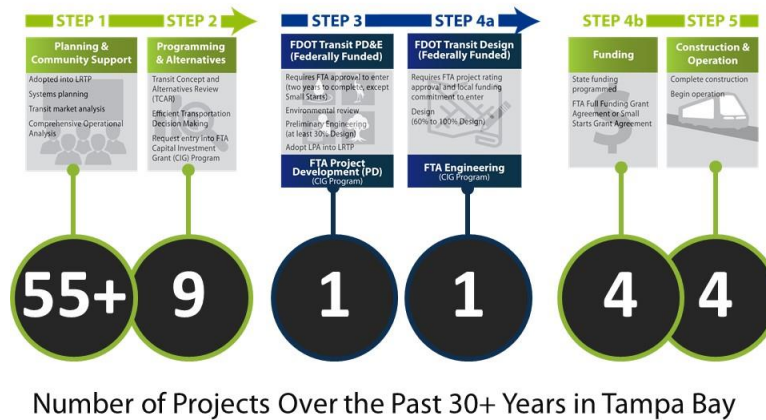 STEP 1
STEP 2
STEP 3
STEP 4a
STEP 4b
STEP 5
Planning &
Community Support
Adopted into LRTP
Systems planning
Transit market analysis
Comprehensive Operational
Analysis
Programming
& Alternatives
Transit Concept and
Alternatives Review
(TCAR)
Efficient Transportation
Decision Making
Request entry into FTA
Capital Investment
Grant (CIG) Program
FDOT Transit PD&E
(Federally Funded)
Requires FTA approval to enter
(two years to complete, except
Small Starts)
Environmental review
Preliminary Engineering
(at least 30% Design)
Adopt LPA into LRTP
FTA Project
Development (PD)
(CIG Program)
FDOT Transit Design
(Federally Funded)
Requires FTA project rating
approval and local funding
commitment to enter
Design
(60% to 100% Design)
FTA Engineering
(CIG Program)
Funding
State funding
programmed
FTA Full Funding Grant
Agreement or Small
Starts Grant Agreement
Construction &
Operation
Complete construction
Begin operation
55+
9
1
1
4
4
Number of Projects Over the Past 30+ Years in Tampa Bay